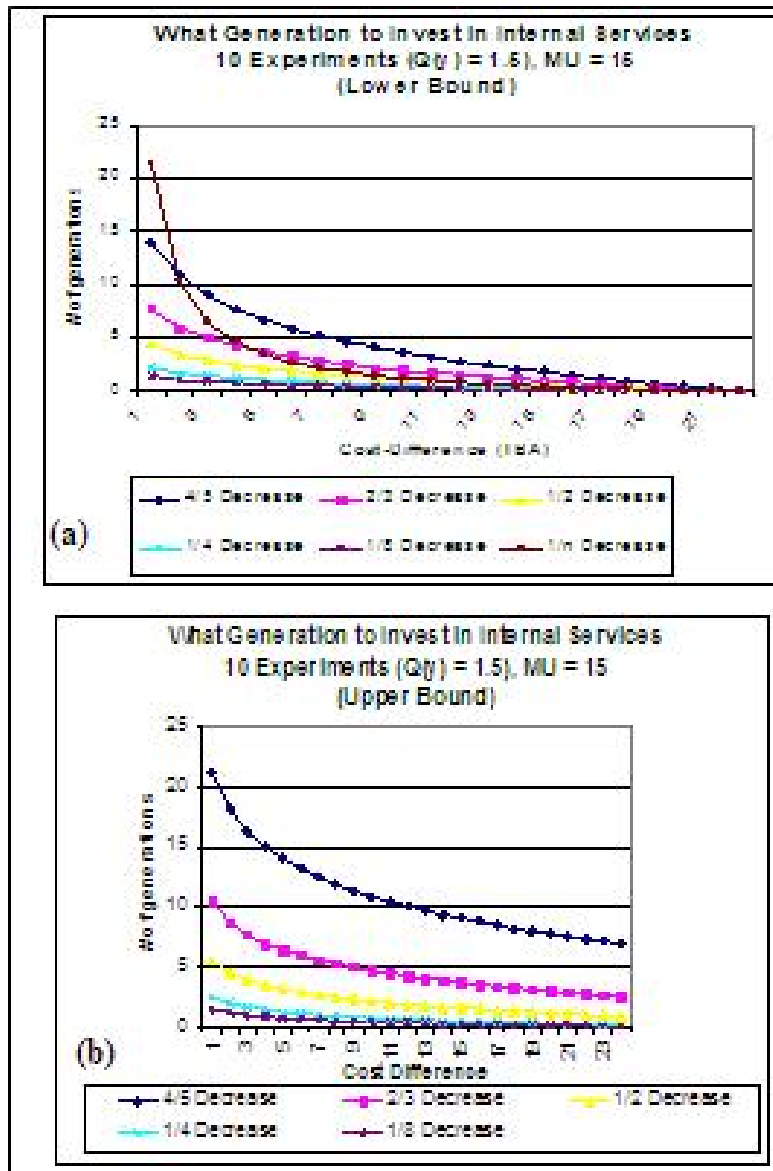 What Generation to Invest in Internal Services
10 Experiments (Q(y) = 1.5), MU = 15
(Lower Bound)
25
20
15
10
5
0
No of generations
1
Cost-Difference (TBA)
4/5 Decrease 2/3 Decrease 1/2 Decrease
1/4 Decrease 1/8 Decrease 1/n Decrease
(a)
What Generation to Invest in Internal Services
10 Experiments (Q(y) = 1.5), MU = 15
(Upper Bound)
25
20
15
10
5
0
No of generations
1 3 5 7 9 11 13 15 17 19 21 23
Cost Difference
(b)
4/5 Decrease 2/3 Decrease 1/2 Decrease
1/4 Decrease 1/8 Decrease